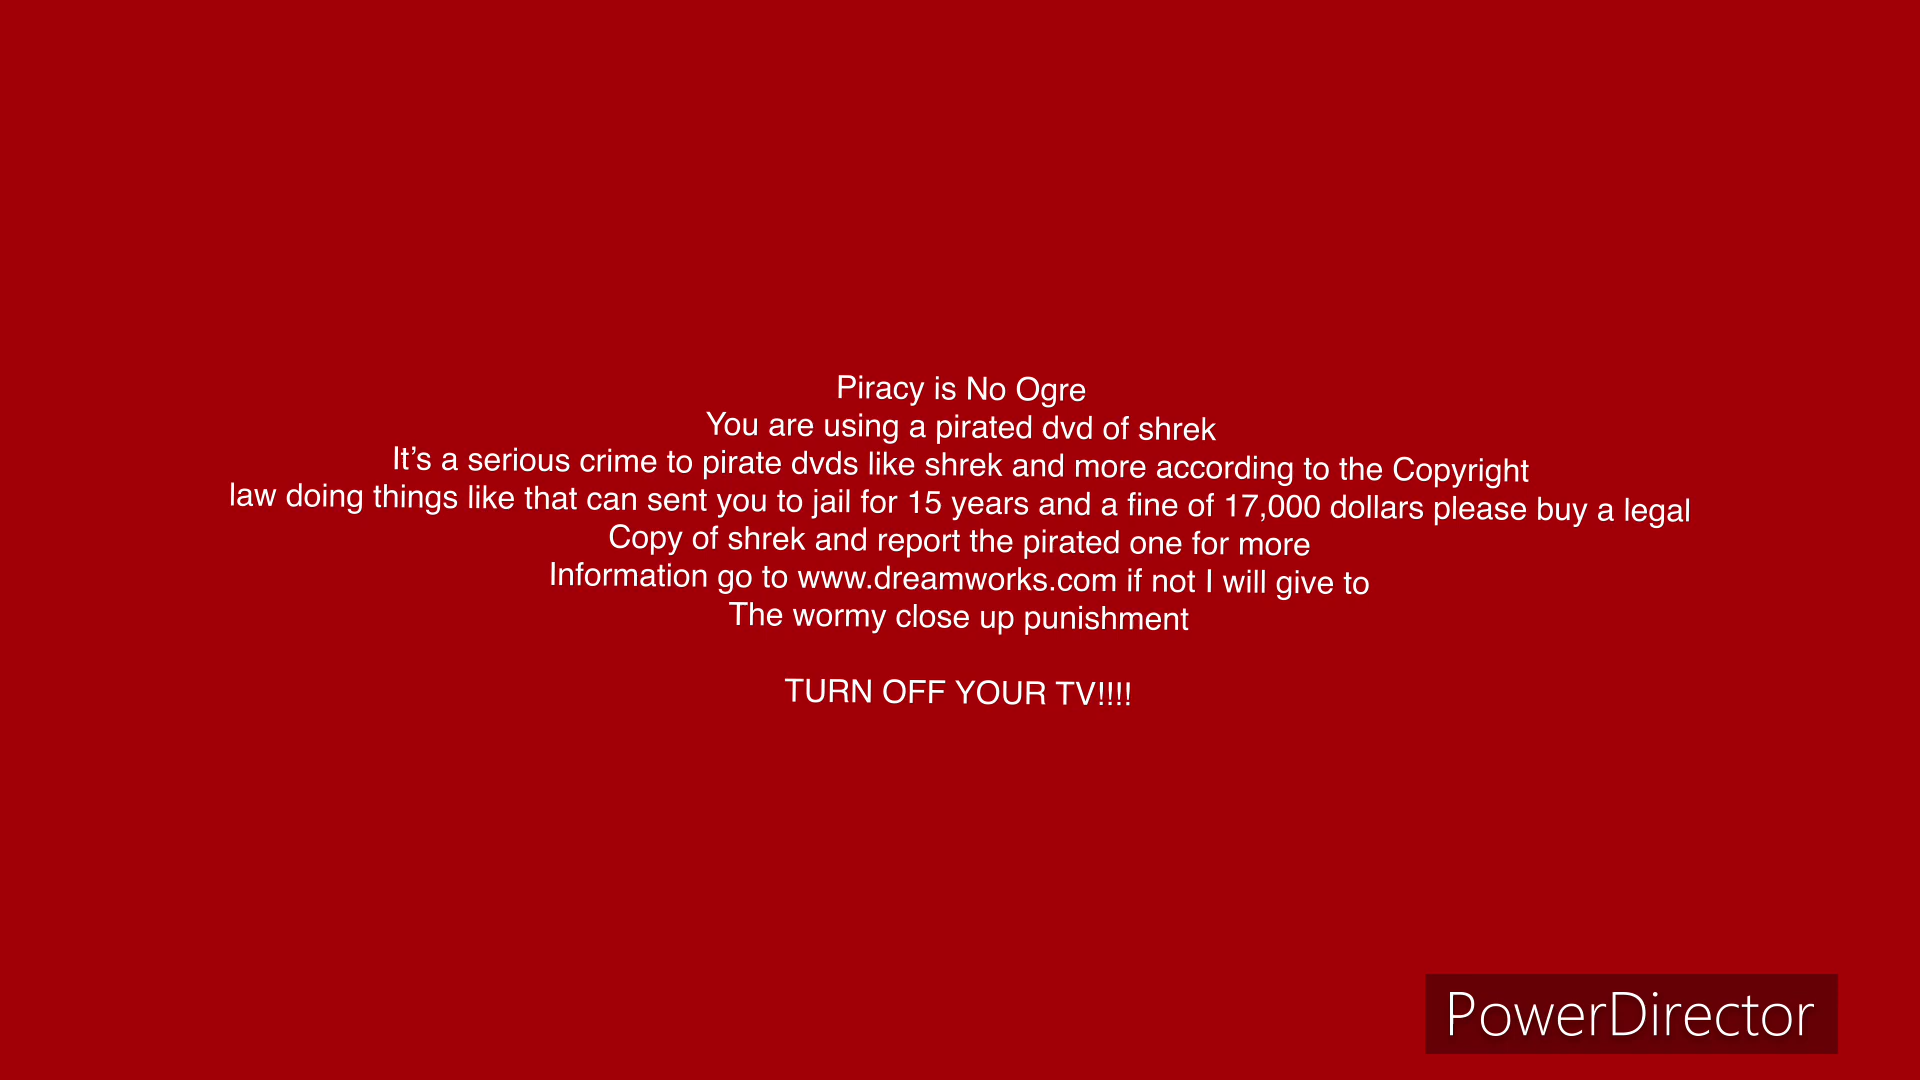 Piracy is No Ogre
You are using a pirated dvd of shrek
It’s a serious crime to pirate dvds like shrek and more according to the Copyright
law doing things like that can sent you to jail for 15 years and a fine of 17,000 dollars please buy a legal
Copy of shrek and report the pirated one for more
Information go to www.dreamworks.com if not I will give to
The wormy close up punishment
TURN OFF YOUR TV!!!!
PowerDirector